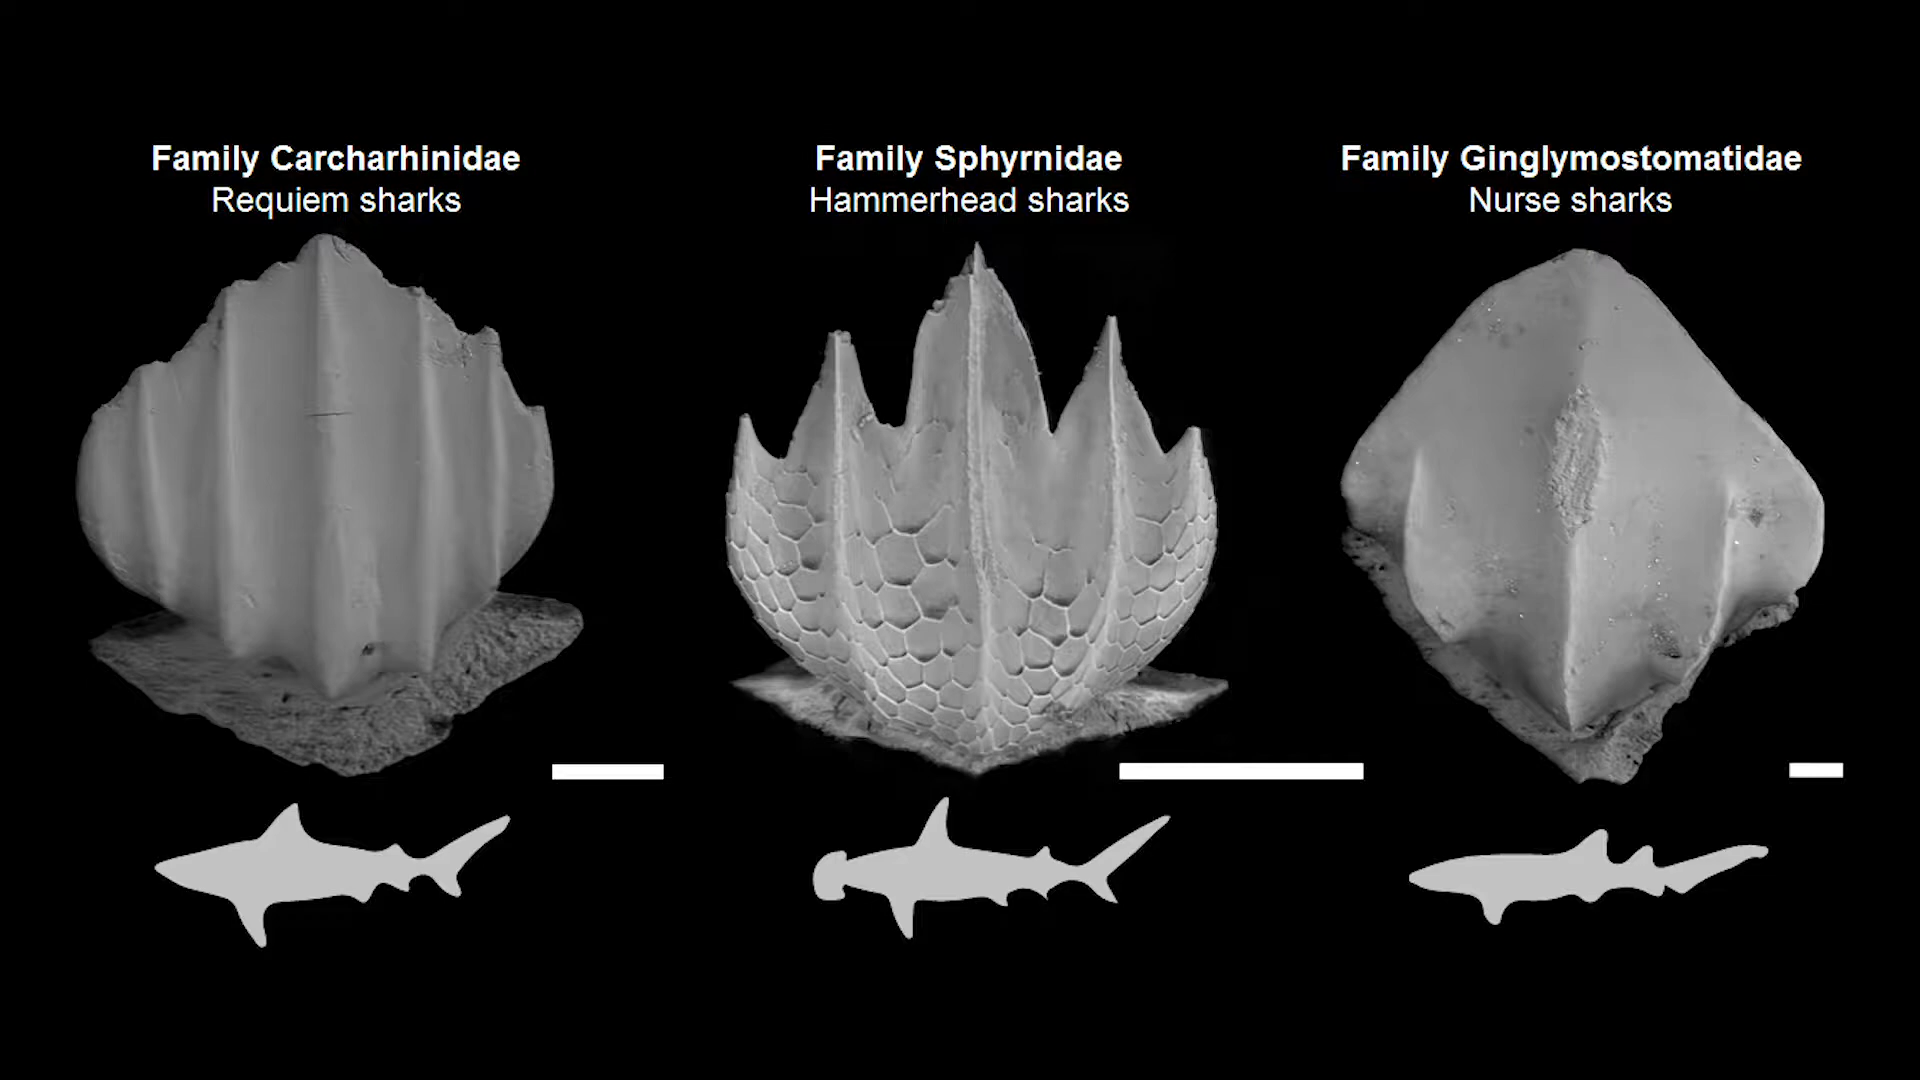 Family Carcharhinidae
Requiem sharks
Family Sphyrnidae
Hammerhead sharks
Family Ginglymostomatidae
Nurse sharks